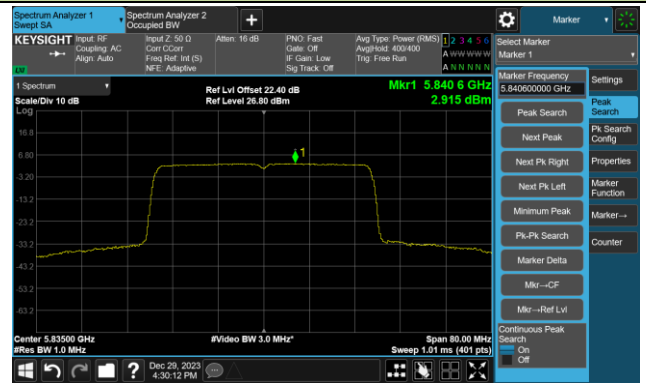 Spectrum Analyzer 1
Swept SA
Spectrum Analyzer 2
Occupied BW
Marker
KEYSIGHT
Input: RF
Coupling: AC
Align: Auto
Input Z: 50 Ω
Corr CCorr
Freq Ref: Int (S)
NFE: Adaptive
Atten: 16 dB
PNO: Fast
Gate: Off
IF Gain: Low
Sig Track: Off
Avg Type: Power (RMS)
Avg|Hold: 400/400
Trig: Free Run
1 2 3 4 5 6
A W W W W W
A N N N N N
LW
1 Spectrum
Scale/Div 10 dB
Log
Ref Lvl Offset 22.40 dB
Ref Level 26.80 dBm
Mkr1 5.840 6 GHz
2.915 dBm
16.8
6.80
-3.20
-13.2
-23.2
-33.2
-43.2
-53.2
-63.2
1
Center 5.83500 GHz
#Res BW 1.0 MHz
#Video BW 3.0 MHz*
Span 80.00 MHz
Sweep 1.01 ms (401 pts)
Dec 29, 2023
4:30:12 PM
Select Marker
Marker 1
Marker Frequency
5.840600000 GHz
Peak Search
Next Peak
Next Pk Right
Next Pk Left
Minimum Peak
Pk-Pk Search
Marker Delta
Mkr→CF
Mkr→Ref Lvl
Continuous Peak
Search
On
Off
Settings
Peak
Search
Pk Search
Config
Properties
Marker
Function
Marker→
Counter